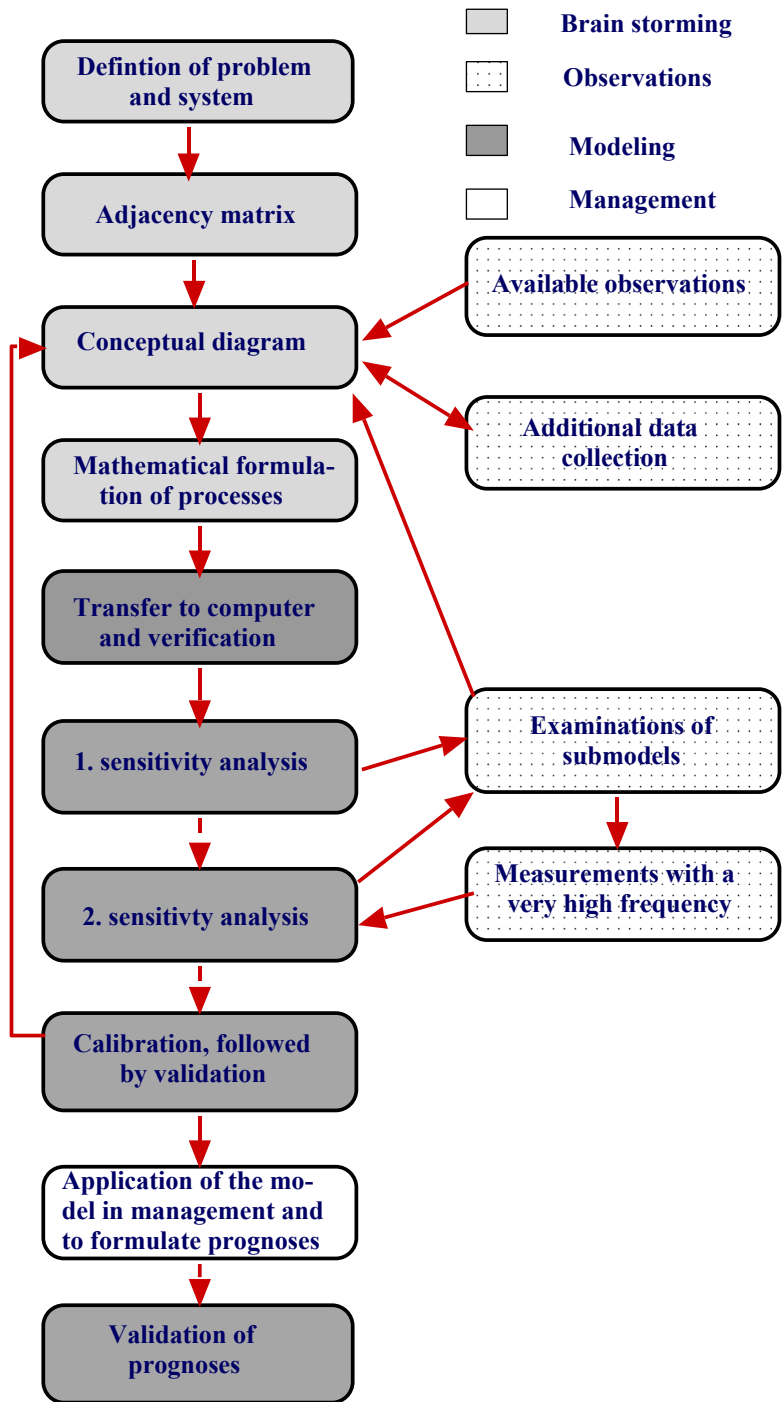 Brain storming
Observations
Modeling
Management
Defintion of problem
and system
Adjacency matrix
Conceptual diagram
Available observations
Additional data
collection
Mathematical formula-
tion of processes
Transfer to computer
and verification
1. sensitivity analysis
Examinations of
submodels
2. sensitivty analysis
Measurements with a
very high frequency
Calibration, followed
by validation
Application of the mo-
del in management and
to formulate prognoses
Validation of
prognoses